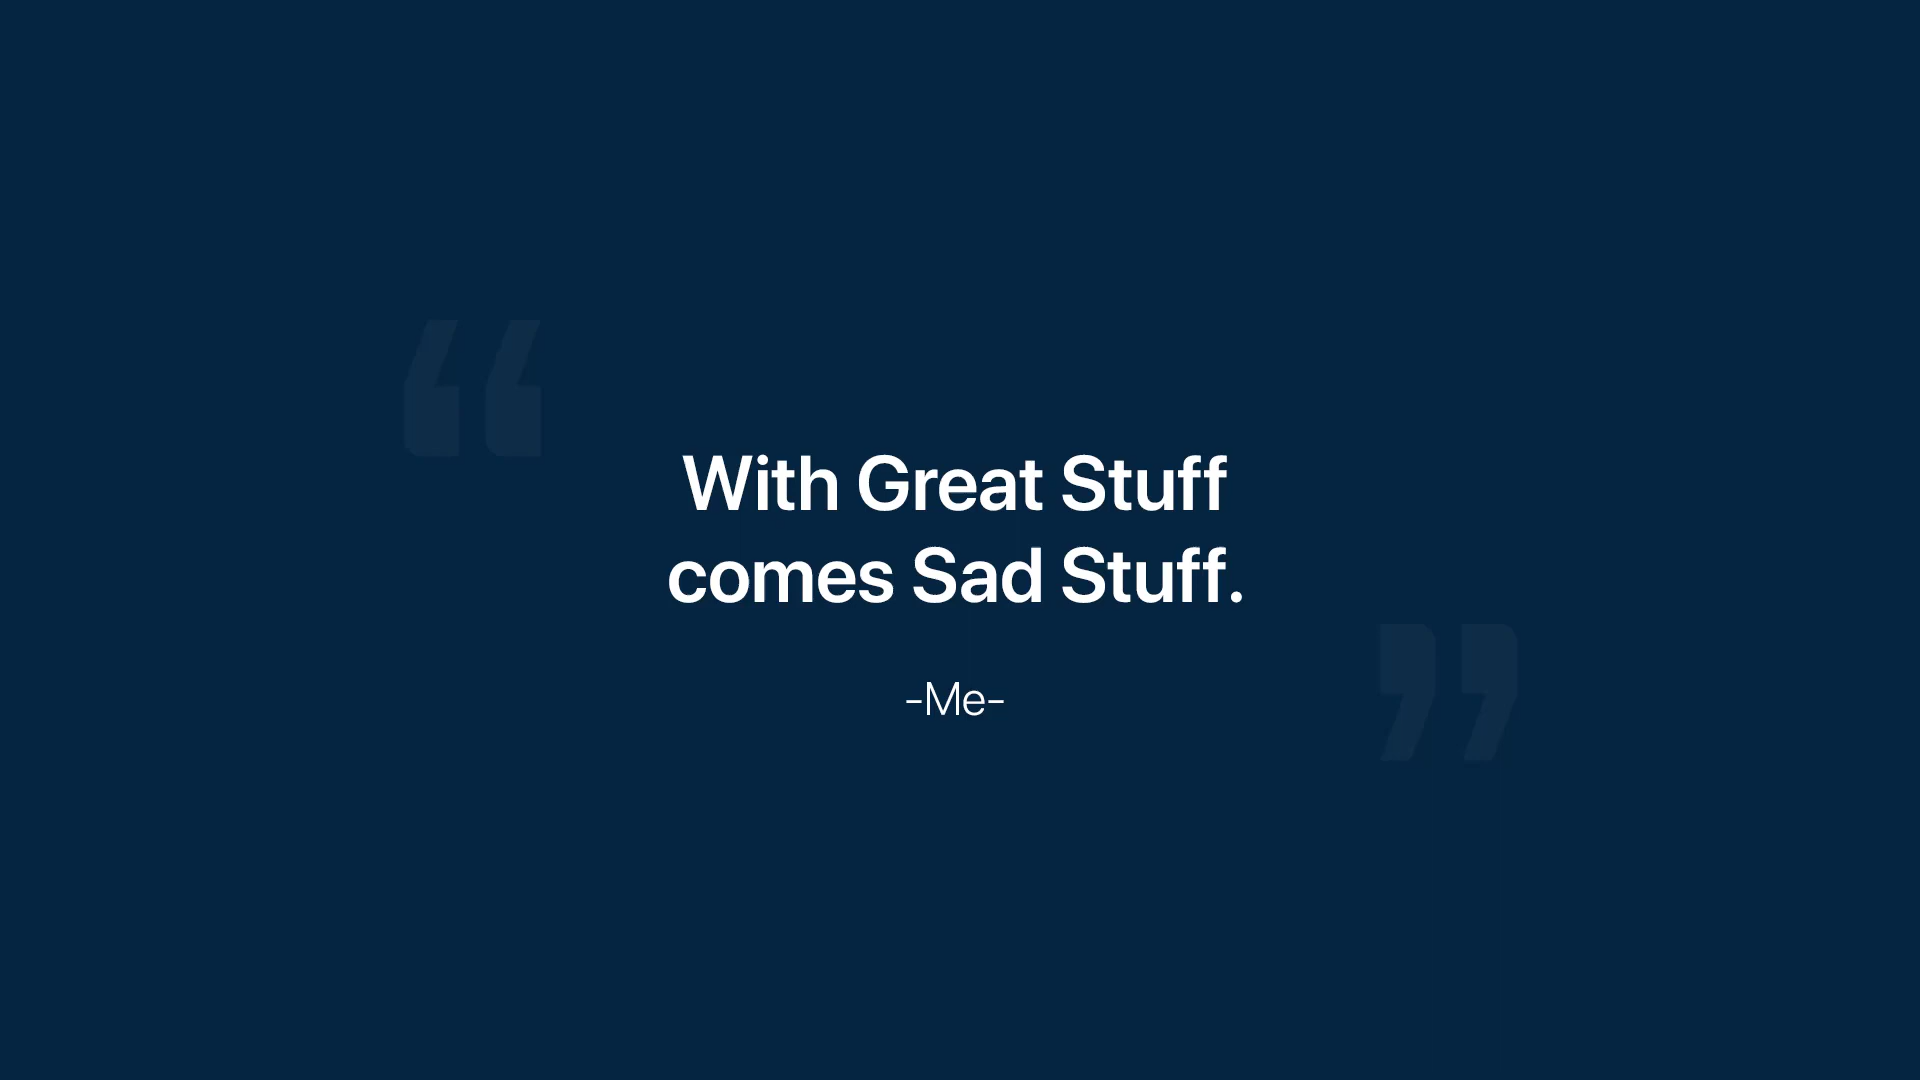 “
With Great Stuff
comes Sad Stuff.
-Me-
”